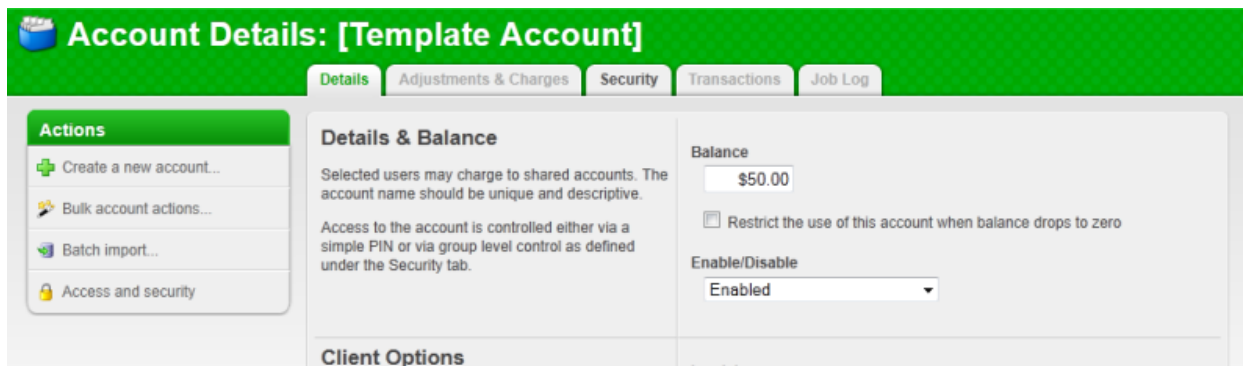 Account Details: [Template Account]
Details
Adjustments & Charges
Security
Transactions
Job Log
Actions
Create a new account...
Bulk account actions...
Batch import...
Access and security
Details & Balance
Selected users may charge to shared accounts. The
account name should be unique and descriptive.
Access to the account is controlled either via a
simple PIN or via group level control as defined
under the Security tab.
Balance
$50.00
Restrict the use of this account when balance drops to zero
Enable/Disable
Enabled
Client Options